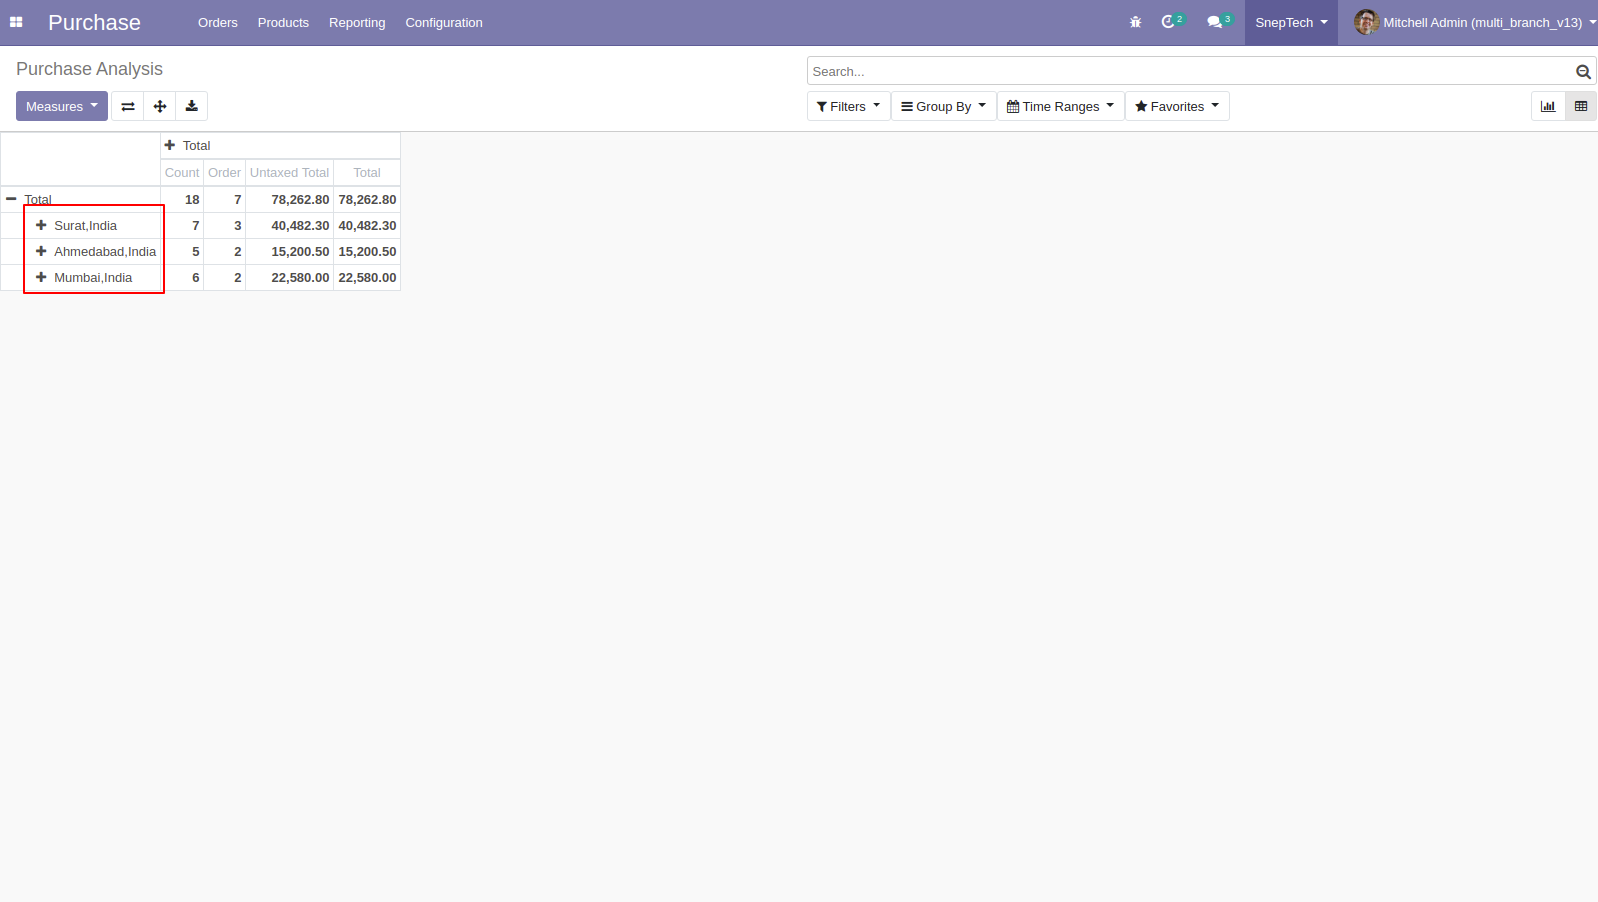 Purchase Orders Products Reporting Configuration 2 3 SnepTech Mitchell Admin (multi_branch_v13)
Purchase Analysis
Search...
Measures Filters Group By Time Ranges Favorites
Total
Count Order Untaxed Total Total
Total 18 7 78,262.80 78,262.80
Surat,India 7 3 40,482.30 40,482.30
Ahmedabad,India 5 2 15,200.50 15,200.50
Mumbai,India 6 2 22,580.00 22,580.00